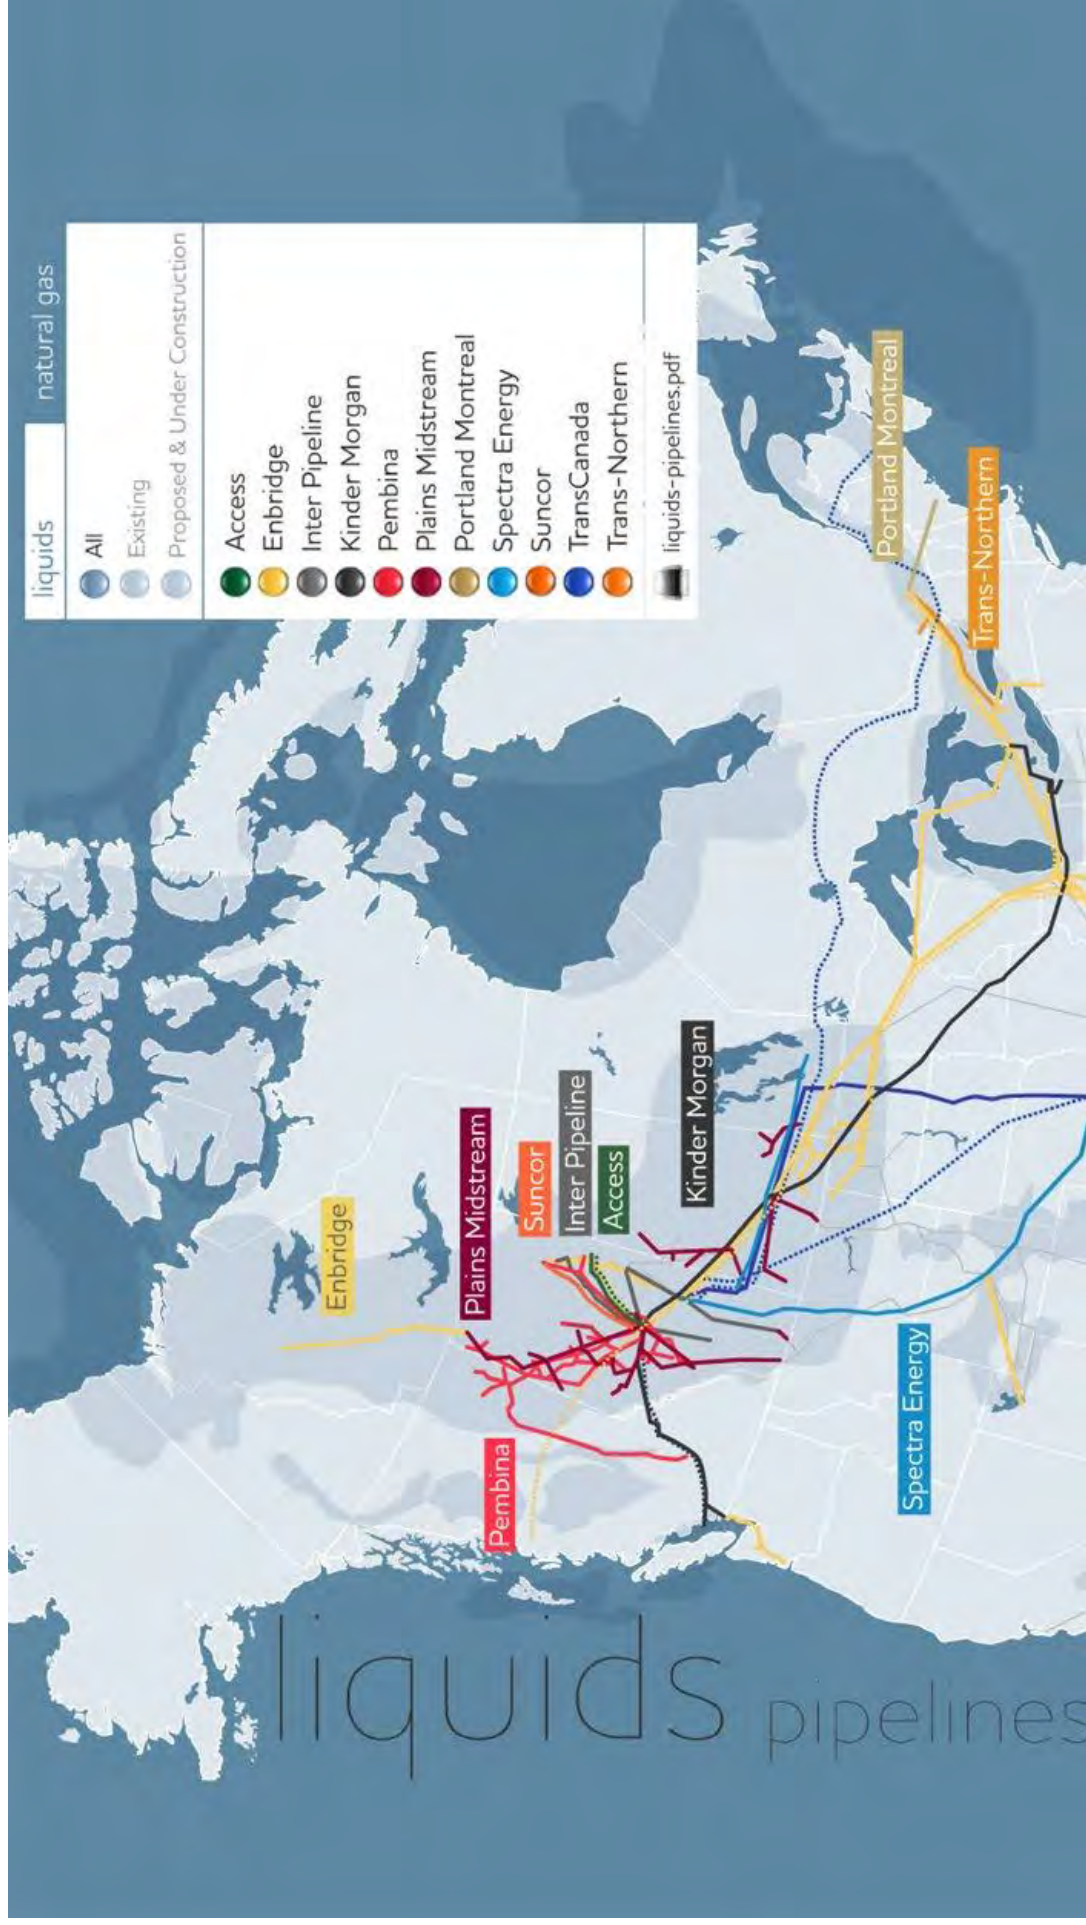 liquids
natural gas
All
Existing
Proposed & Under Construction
Access
Enbridge
Inter Pipeline
Kinder Morgan
Pembina
Plains Midstream
Portland Montreal
Spectra Energy
Suncor
TransCanada
Trans-Northern
liquids-pipelines.pdf
Enbridge
Plains Midstream
Pembina
Suncor
Inter Pipeline
Access
Kinder Morgan
Portland Montreal
Spectra Energy
Trans-Northern
liquids
pipelines